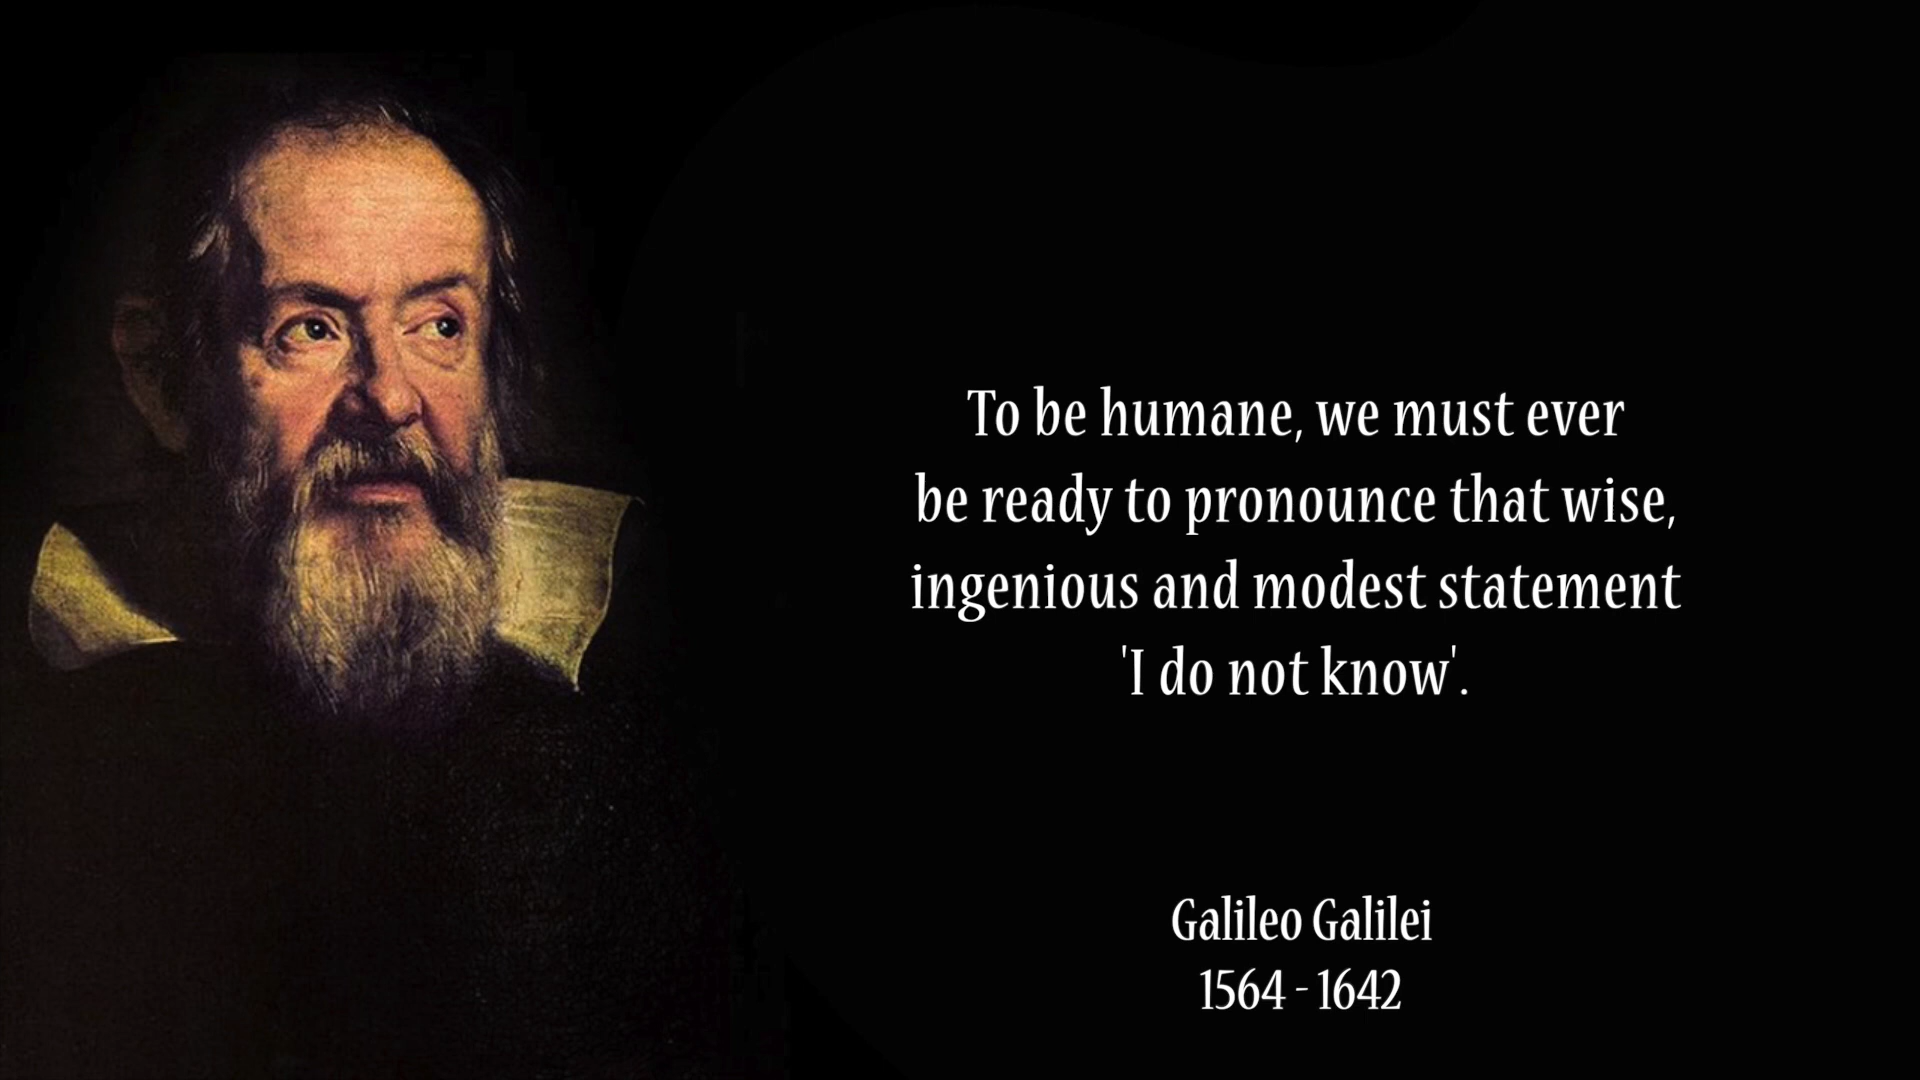 To be humane, we must ever
be ready to pronounce that wise,
ingenious and modest statement
'I do not know'.
Galileo Galilei
1564 - 1642